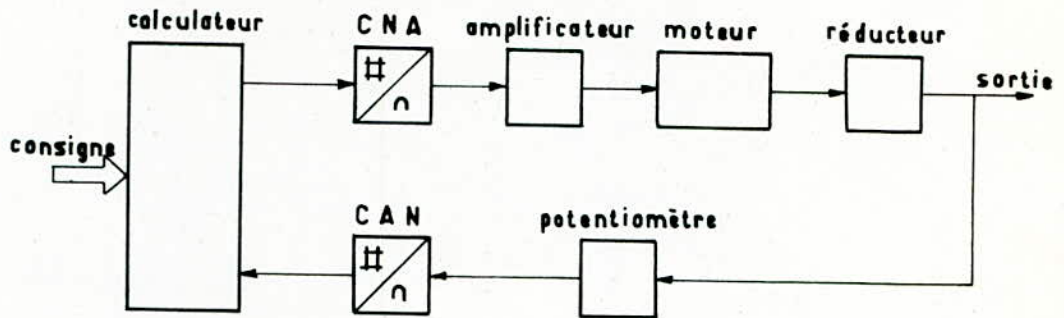 calculateur
CNA
amplificateur
moteur
réducteur
sortie
#
∩
consigne
CAN
potentiomètre
#
∩